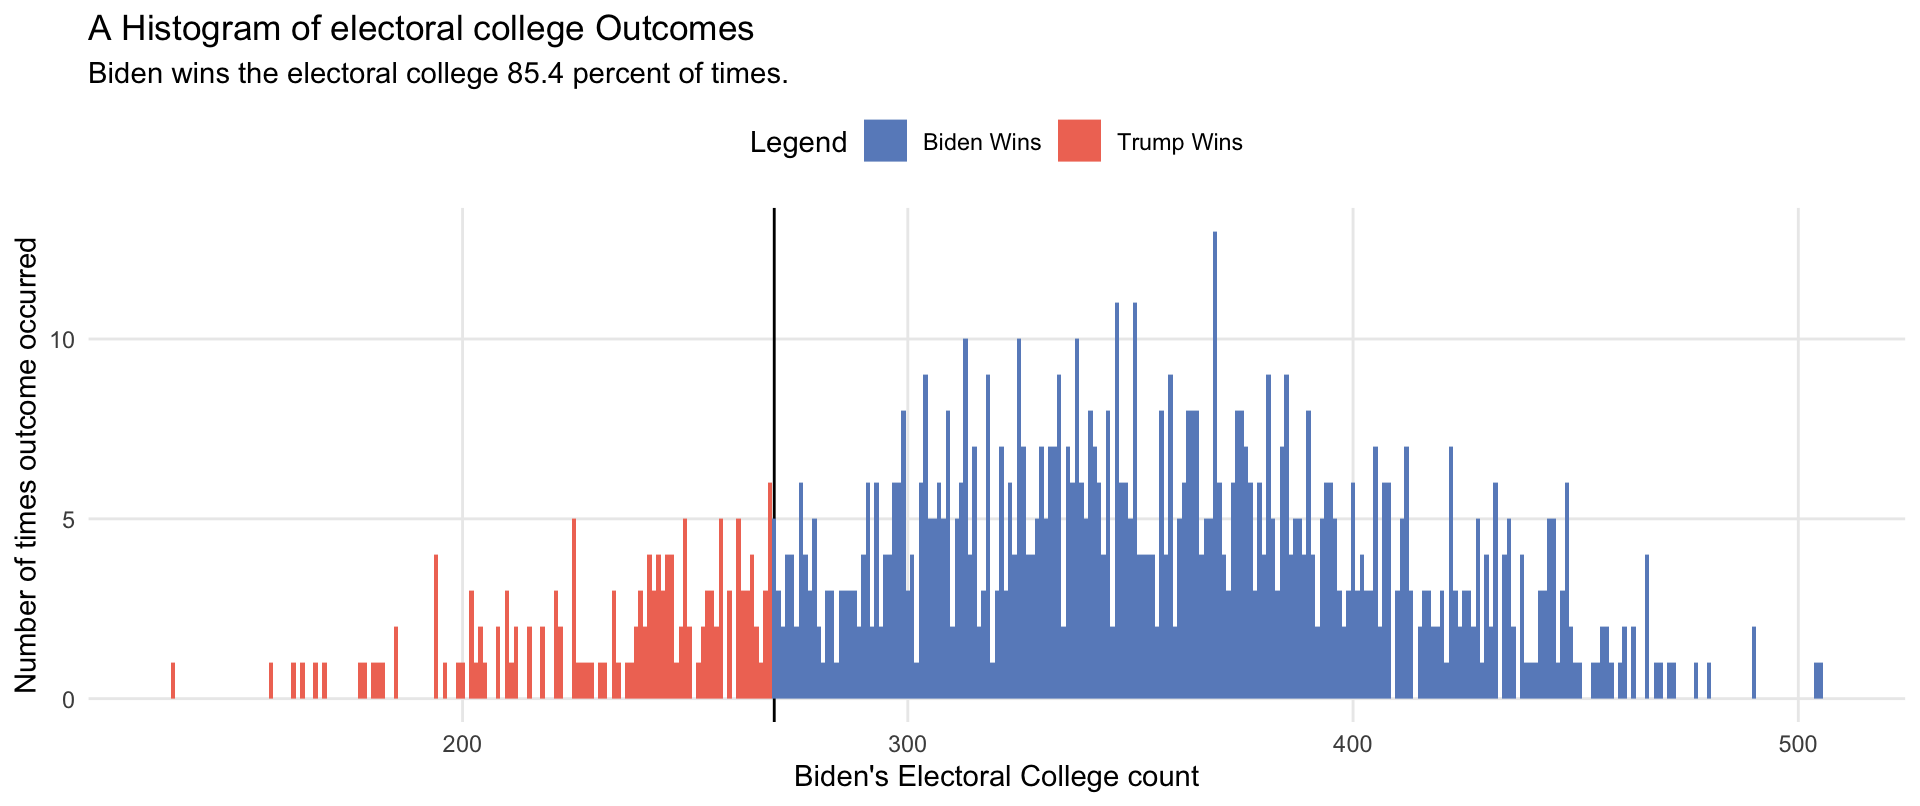 A Histogram of electoral college Outcomes
Biden wins the electoral college 85.4 percent of times.
Legend Biden Wins Trump Wins
Number of times outcome occurred
10
5
0
200 300 400 500
Biden's Electoral College count